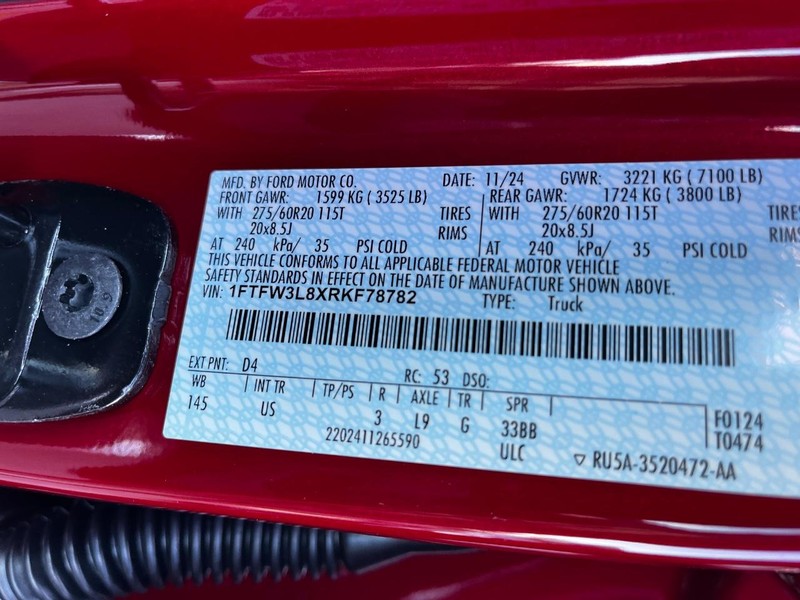 MFD. BY FORD MOTOR CO. DATE: 11/24 GVWR: 3221 KG ( 7100 LB)
FRONT GAWR: 1599 KG ( 3525 LB) REAR GAWR: 1724 KG ( 3800 LB)
WITH 275/60R20 115T TIRES WITH 275/60R20 115T TIRES
20x8.5J RIMS 20x8.5J RIMS
AT 240 kPa/ 35 PSI COLD AT 240 kPa/ 35 PSI COLD
THIS VEHICLE CONFORMS TO ALL APPLICABLE FEDERAL MOTOR VEHICLE
SAFETY STANDARDS IN EFFECT ON THE DATE OF MANUFACTURE SHOWN ABOVE.
VIN: 1FTFW3L8XRKF78782 TYPE: Truck
EXT PNT: D4 RC: 53 DSO:
WB INT TR TP/PS R AXLE TR SPR
145 US 3 L9 G 33BB F0124
2202411265590 ULC T0474
RU5A-3520472-AA
10.9